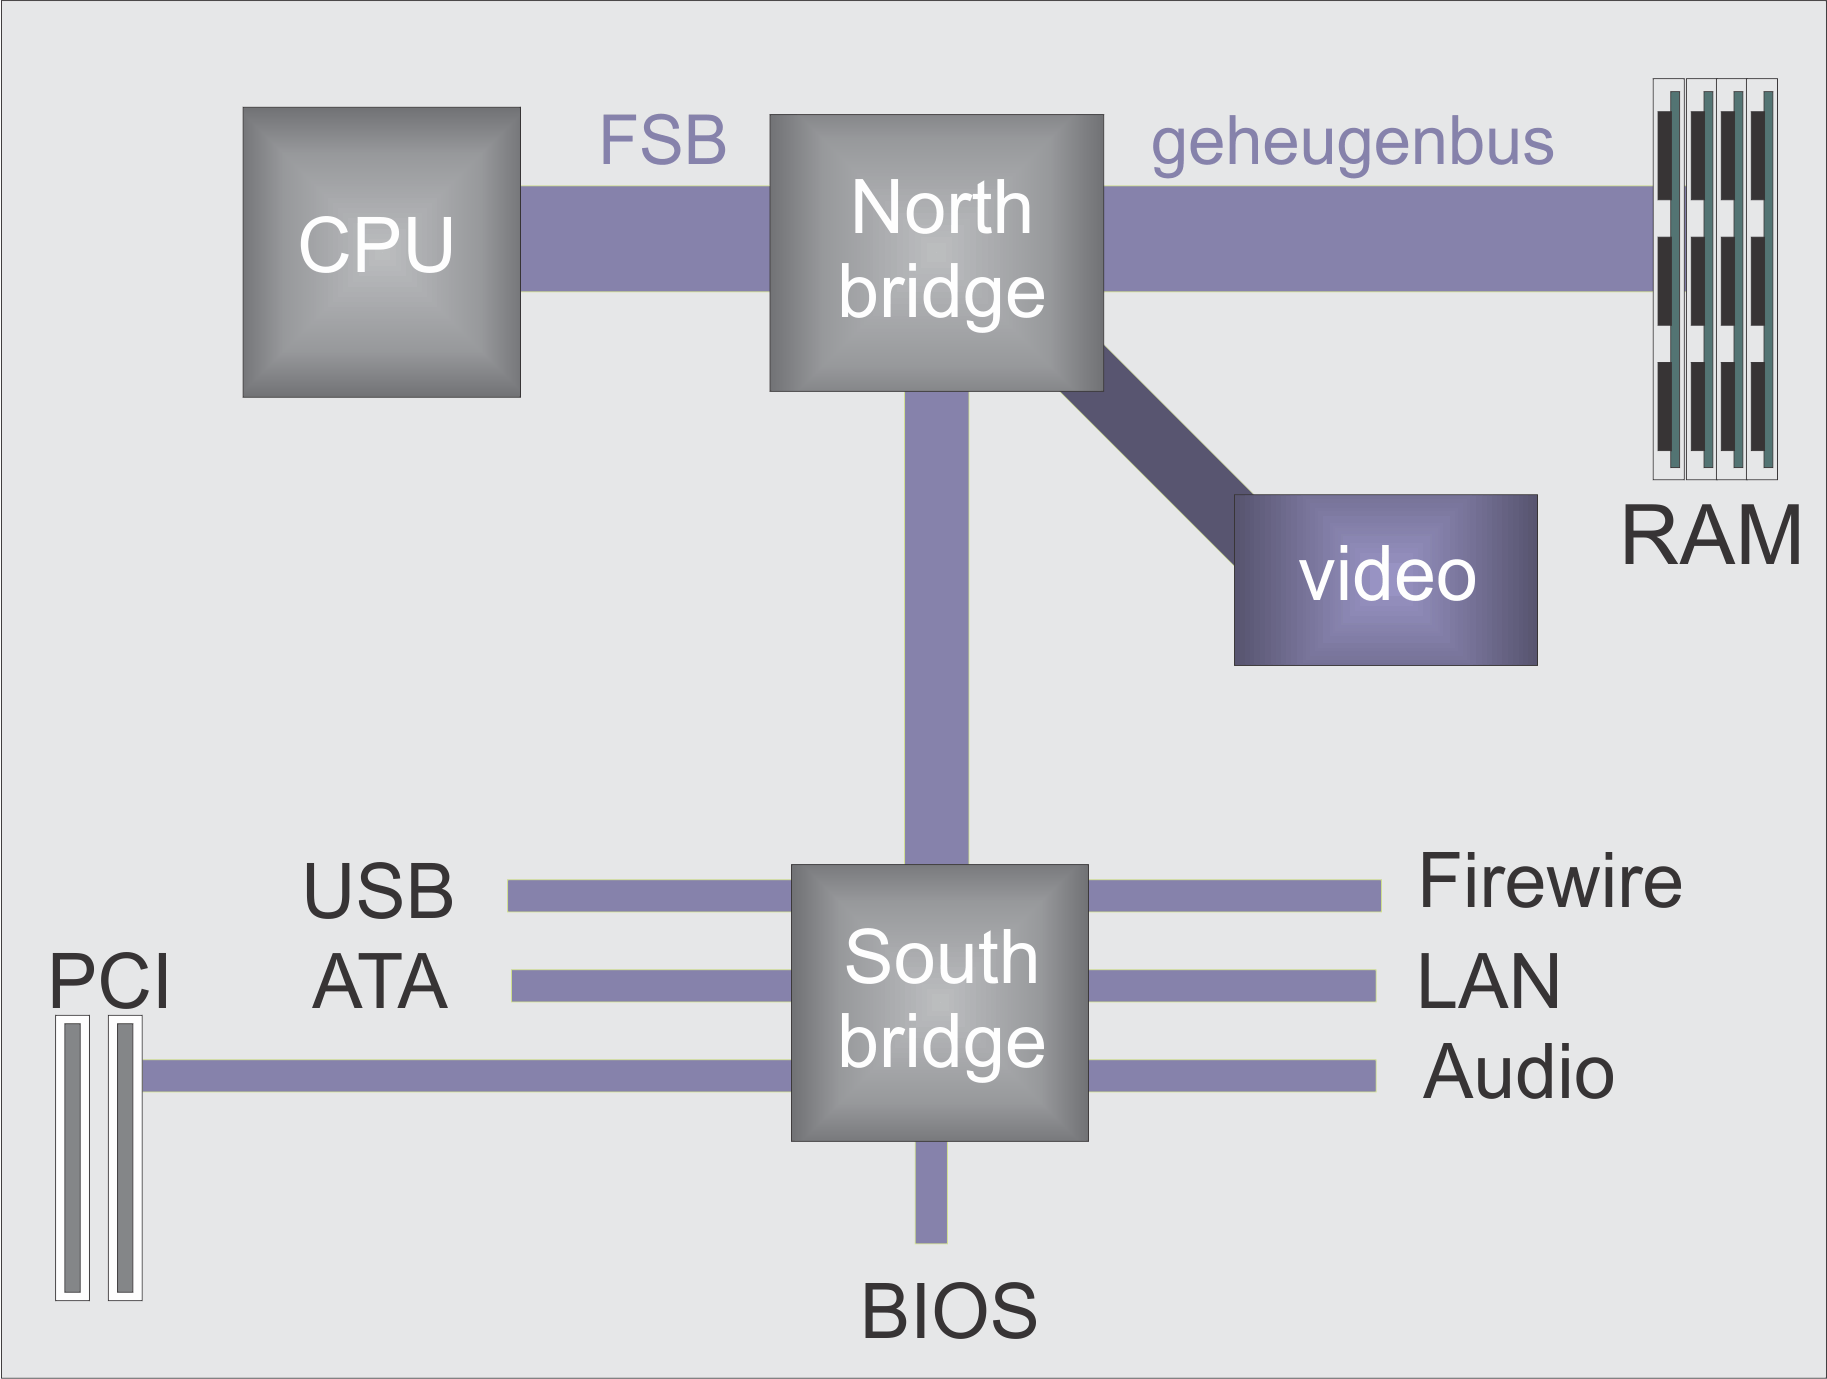 FSB
geheugenbus
CPU
North
bridge
RAM
video
USB
Firewire
PCI
ATA
South
bridge
LAN
Audio
BIOS